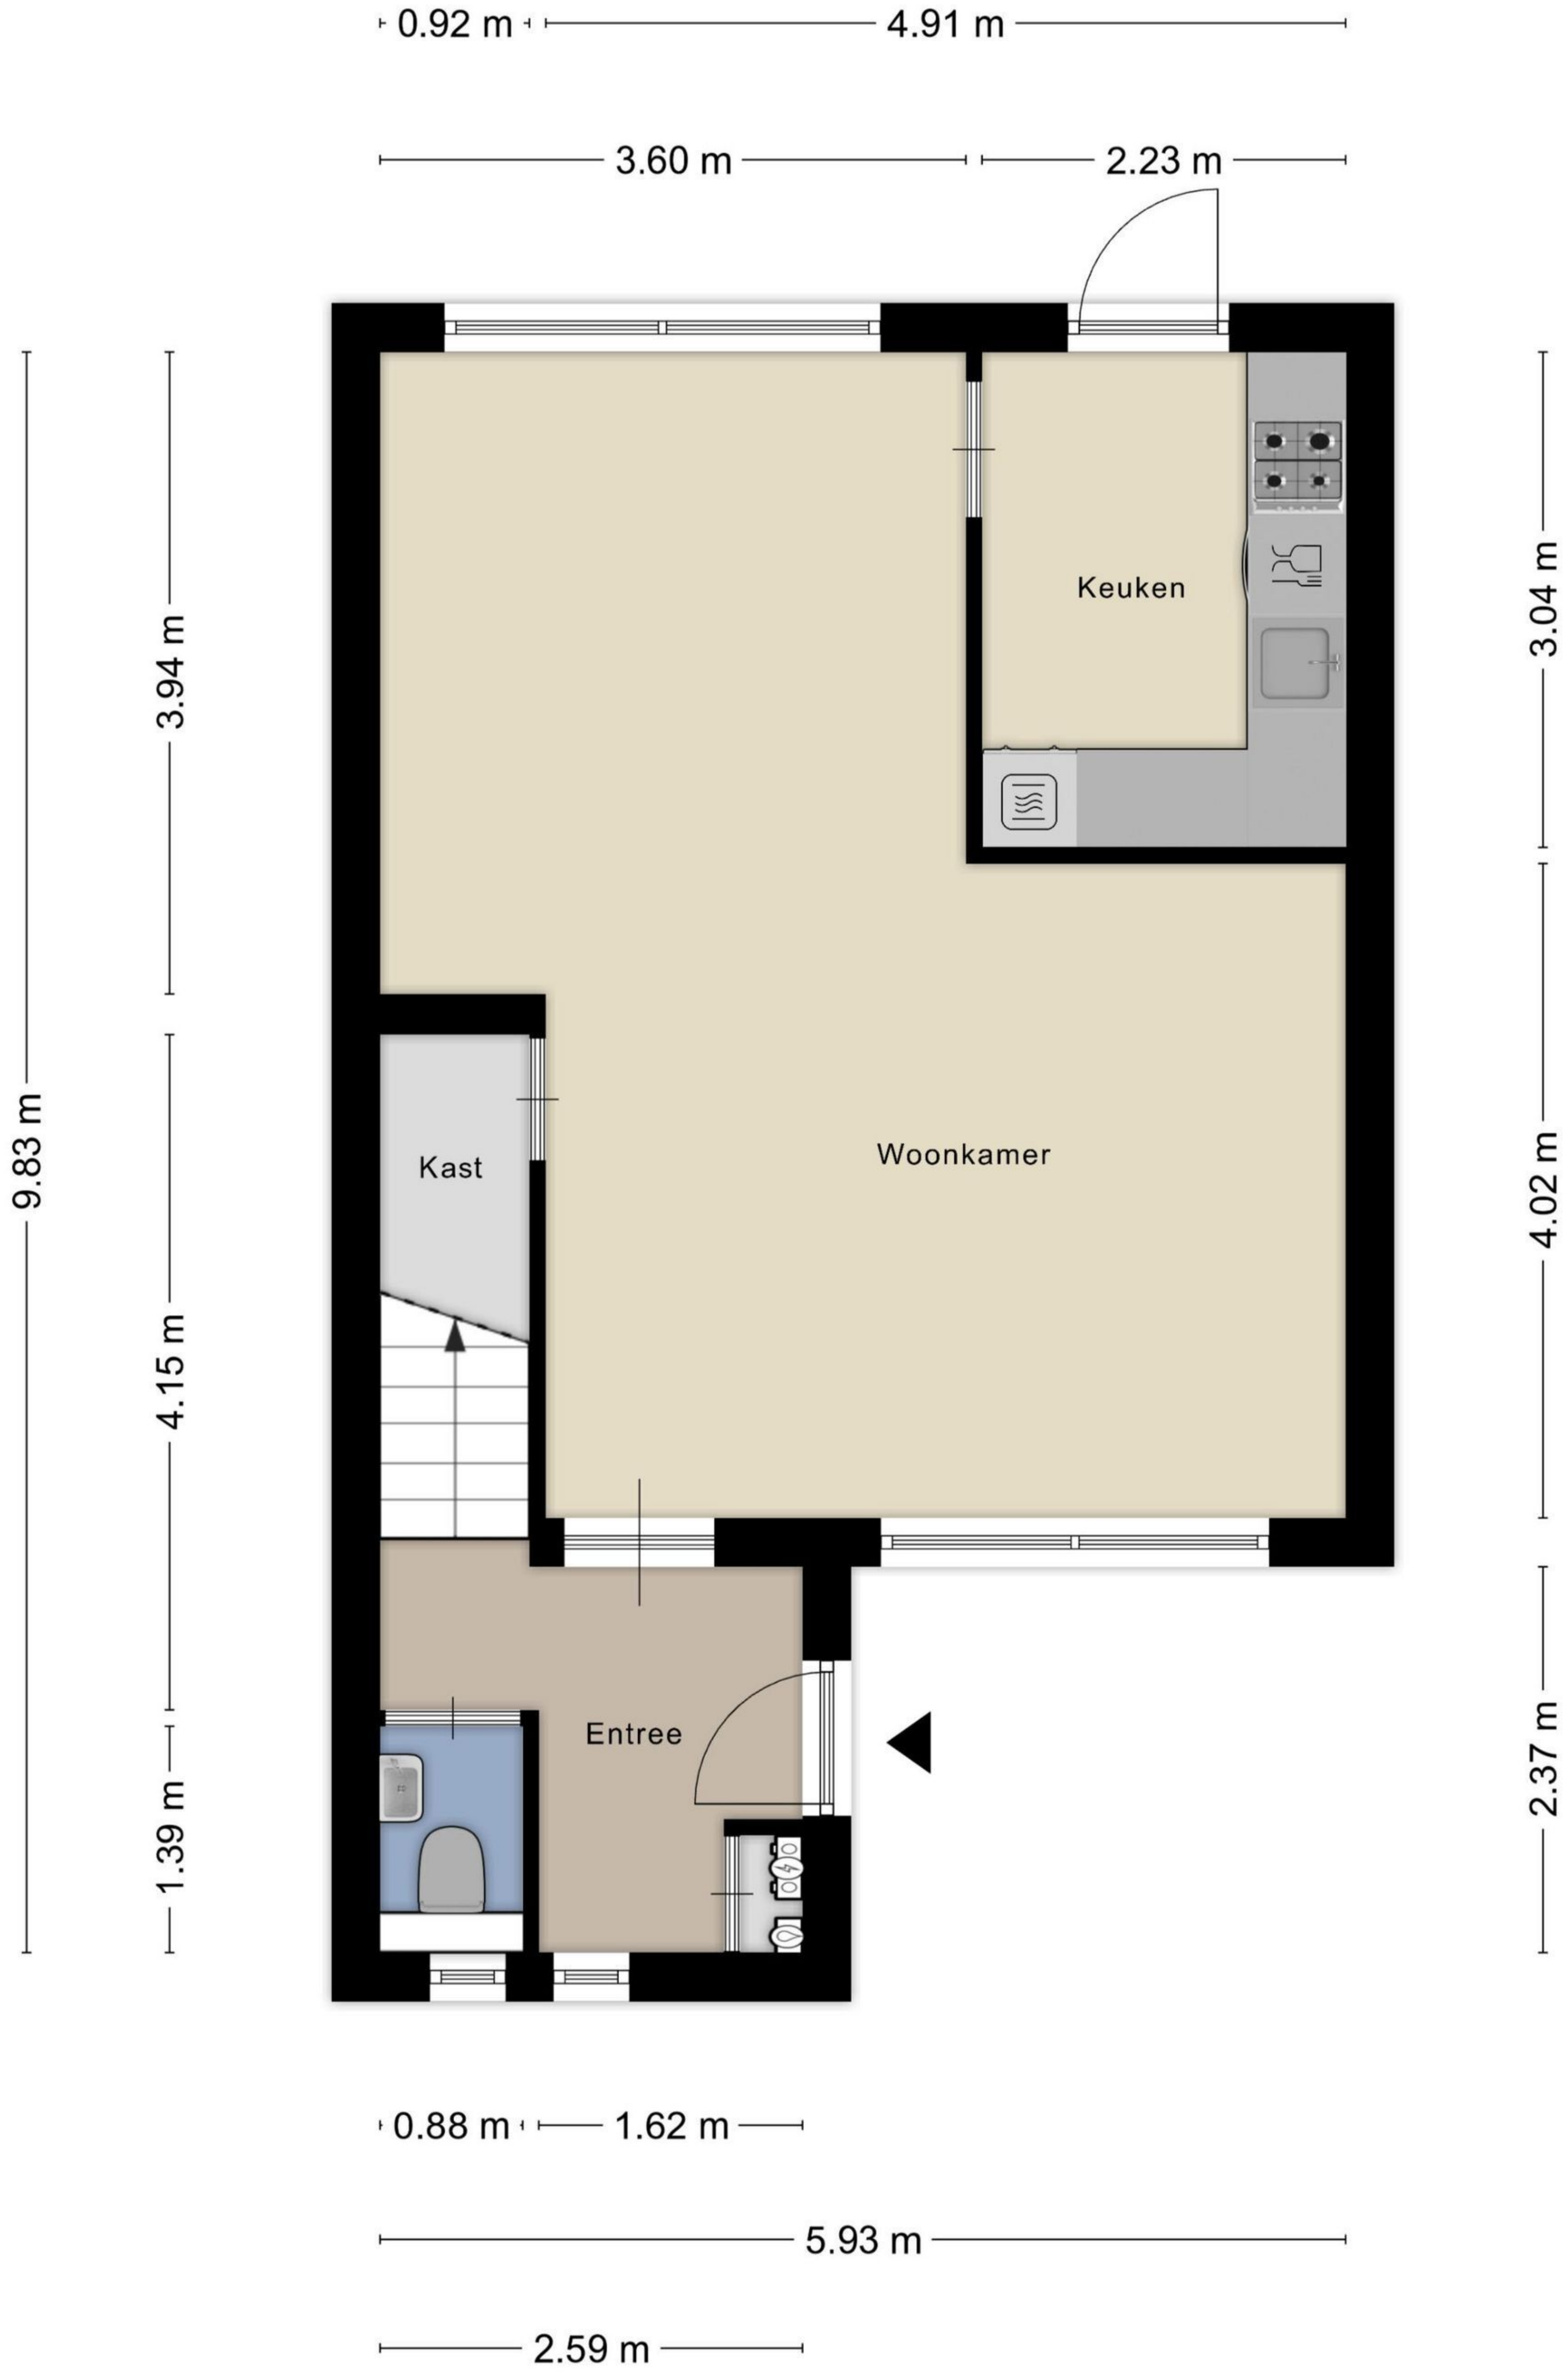 0.92 m
4.91 m
3.60 m
2.23 m
Keuken
3.94 m
3.04 m
9.83 m
Kast
Woonkamer
4.02 m
4.15 m
Entree
2.37 m
1.39 m
0.88 m
1.62 m
5.93 m
2.59 m